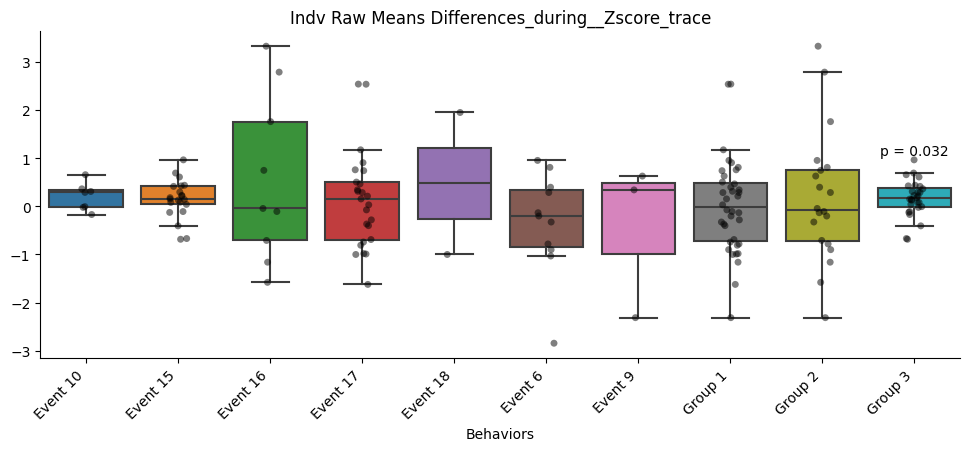 Indv Raw Means Differences_during__Zscore_trace
3
2
1
0
−1
−2
−3
p = 0.032
Event 10
Event 15
Event 16
Event 17
Event 18
Event 6
Event 9
Group 1
Group 2
Group 3
Behaviors